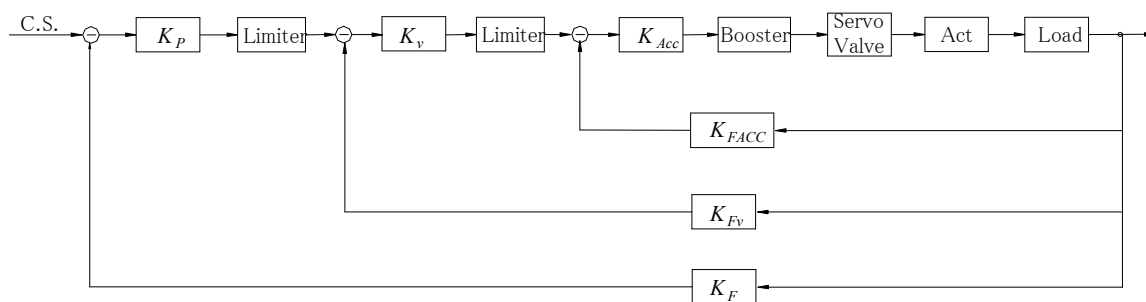 C.S.
K_P
Limiter
K_v
Limiter
K_Acc
Booster
Servo
Valve
Act
Load
K_FACC
K_Fv
K_F